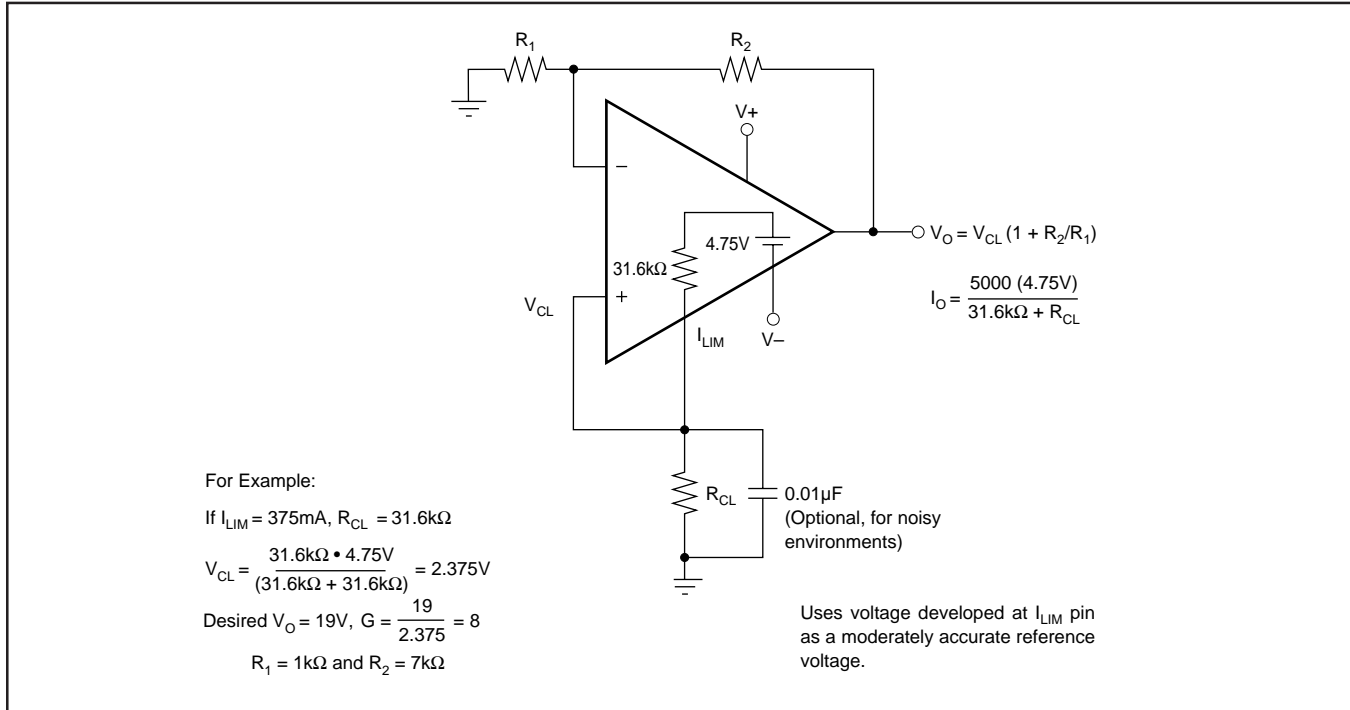 R1
R2
V+
−
4.75V
31.6kΩ
VO = VCL (1 + R2/R1)
IO = 5000 (4.75V) / 31.6kΩ + RCL
VCL
+
ILIM
V–
RCL
0.01µF
(Optional, for noisy
environments)
For Example:
If ILIM = 375mA, RCL = 31.6kΩ
VCL = 31.6kΩ • 4.75V / (31.6kΩ + 31.6kΩ) = 2.375V
Desired VO = 19V, G = 19 / 2.375 = 8
R1 = 1kΩ and R2 = 7kΩ
Uses voltage developed at ILIM pin
as a moderately accurate reference
voltage.